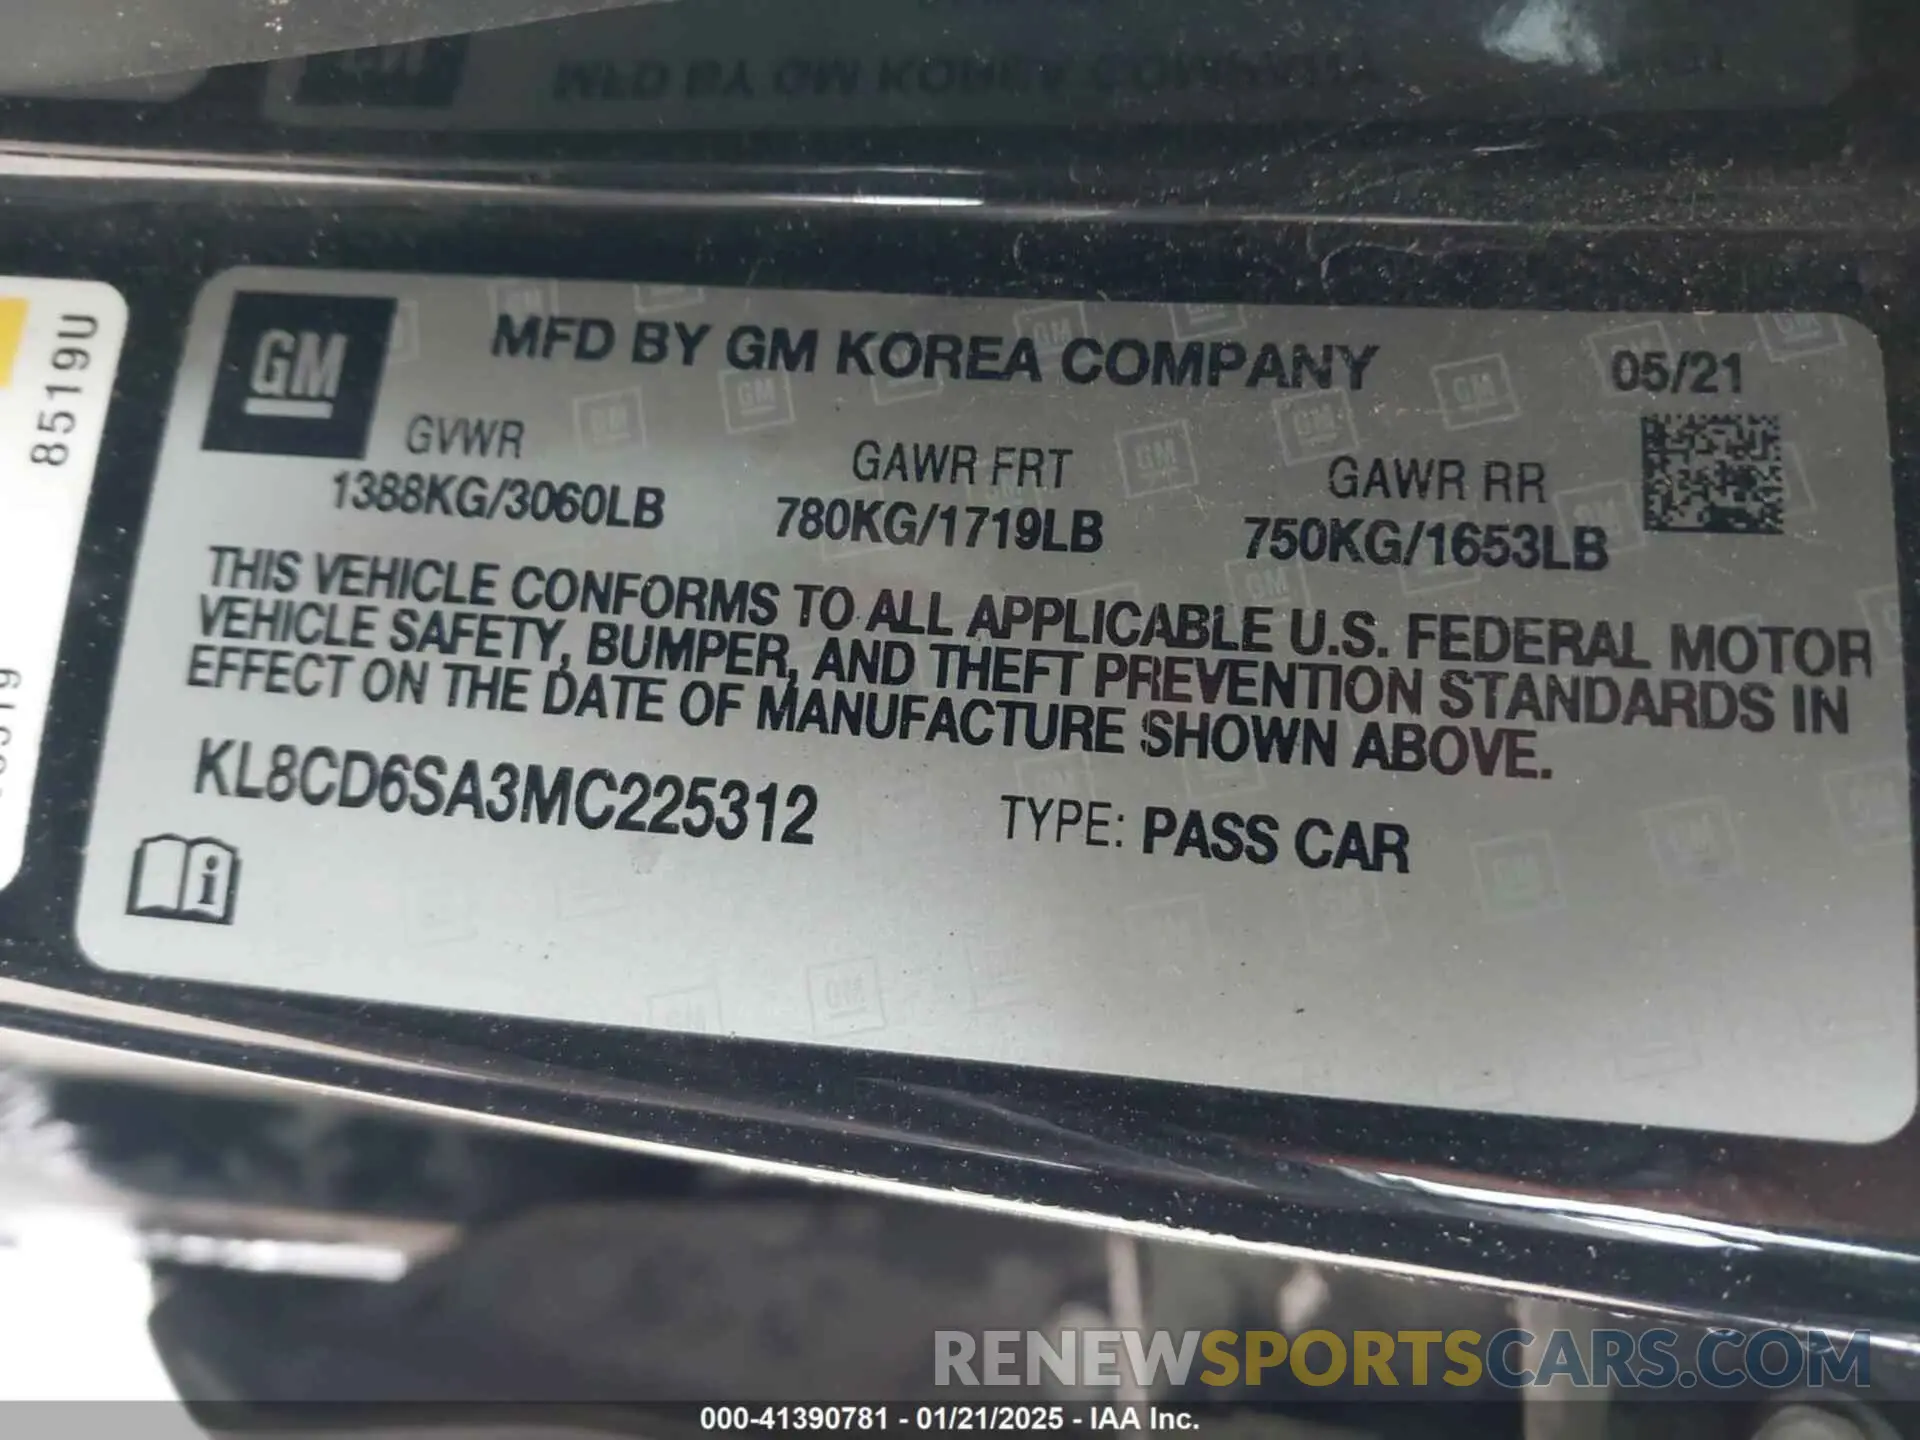 GM
MFD BY GM KOREA COMPANY
05/21
GVWR
1388KG/3060LB
GAWR FRT
780KG/1719LB
GAWR RR
750KG/1653LB
THIS VEHICLE CONFORMS TO ALL APPLICABLE U.S. FEDERAL MOTOR
VEHICLE SAFETY, BUMPER, AND THEFT PREVENTION STANDARDS IN
EFFECT ON THE DATE OF MANUFACTURE SHOWN ABOVE.
KL8CD6SA3MC225312
TYPE: PASS CAR
8519U
RENEWSPORTSCARS.COM
000-41390781 - 01/21/2025 - IAA Inc.